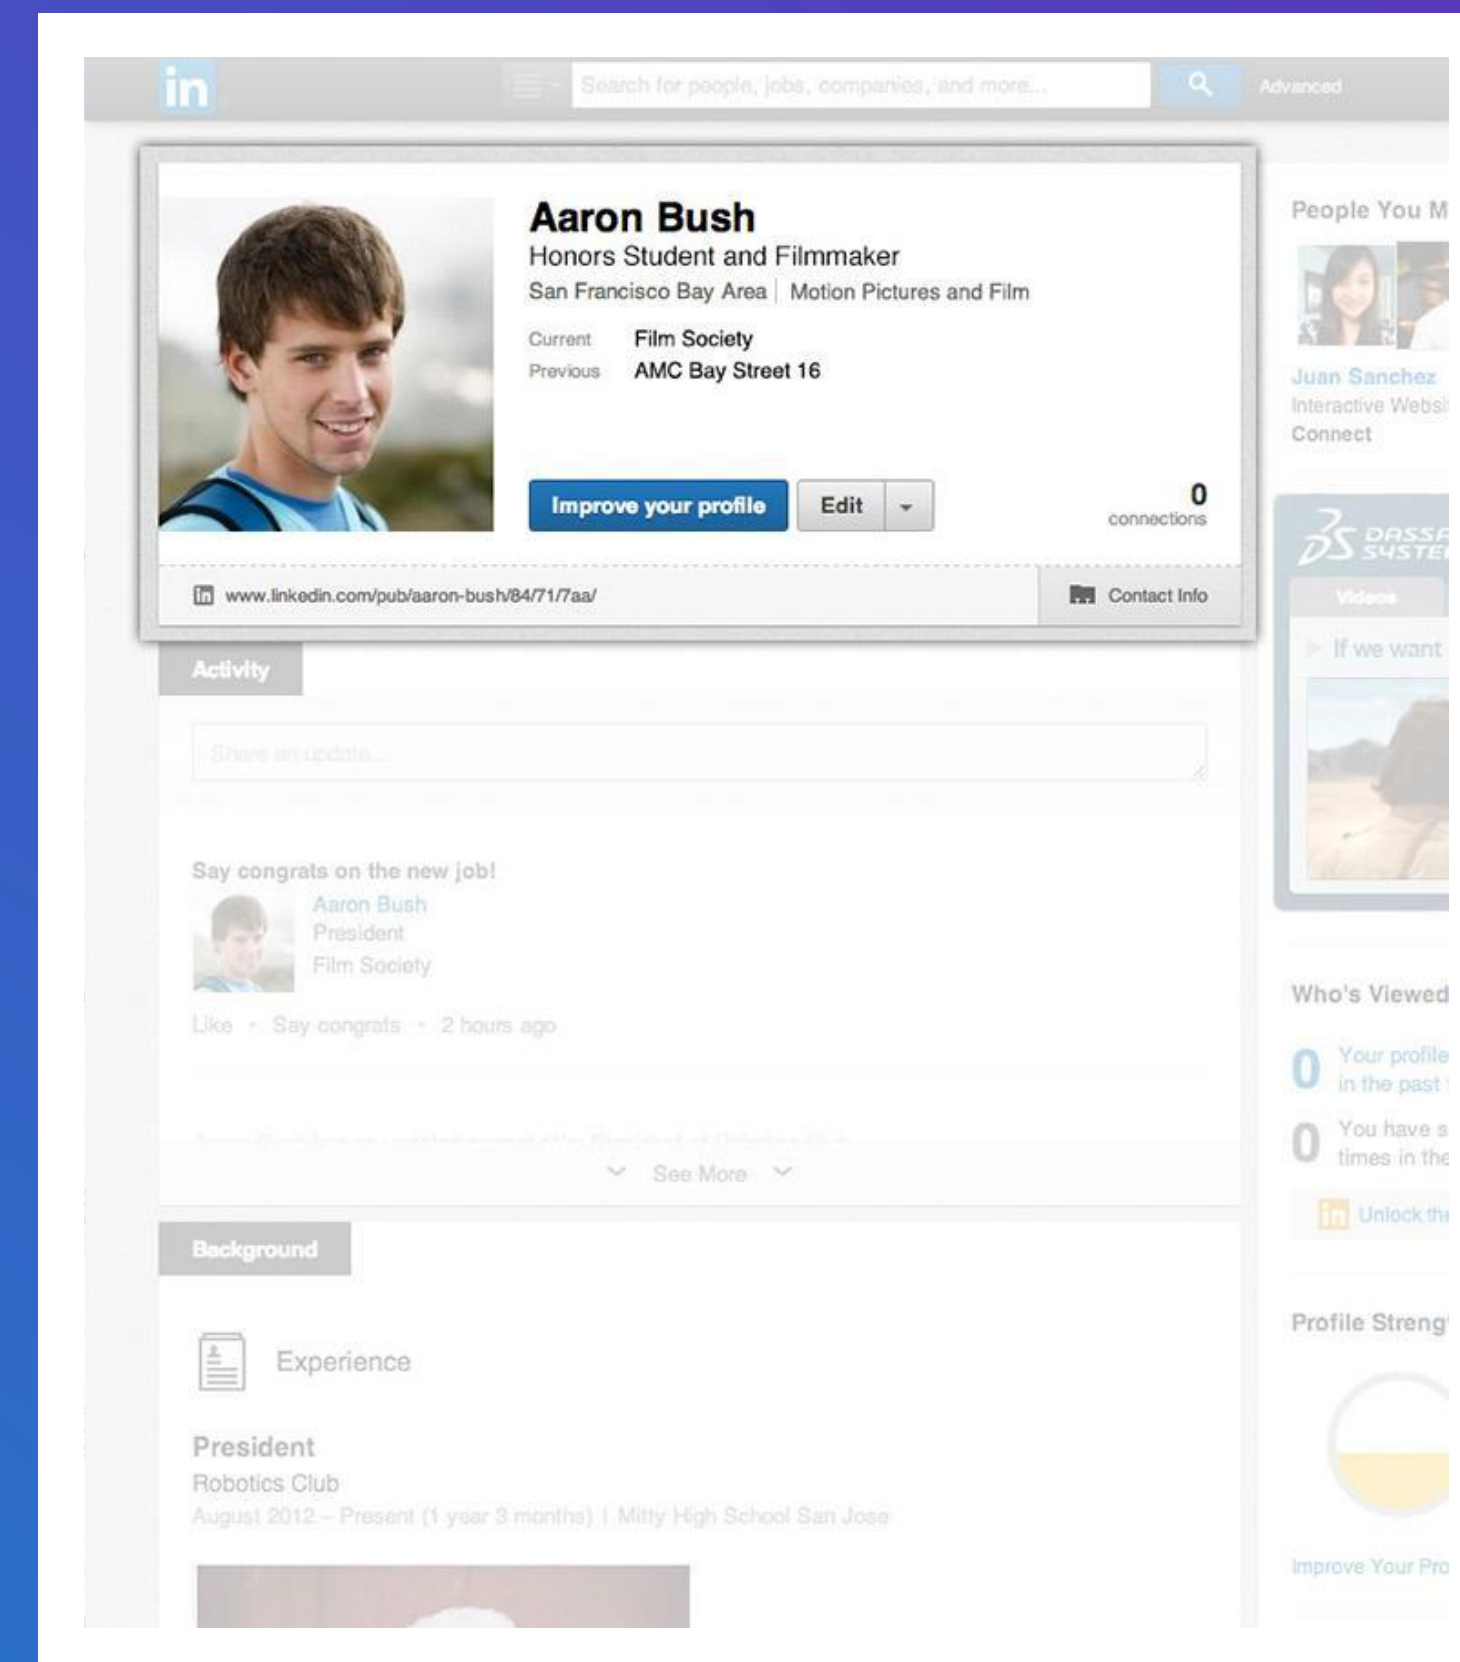 in
Search for people, jobs, companies, and more...
Advanced
Aaron Bush
Honors Student and Filmmaker
San Francisco Bay Area | Motion Pictures and Film
Current Film Society
Previous AMC Bay Street 16
Improve your profile
Edit
0
connections
in www.linkedin.com/pub/aaron-bush/84/71/7aa/
Contact Info
Activity
Share an update...
Say congrats on the new job!
Aaron Bush
President
Film Society
Like · Say congrats · 2 hours ago
See More
Background
Experience
President
Robotics Club
August 2012 – Present (1 year 3 months) | Mitty High School San Jose
People You M
Juan Sanchez
Interactive Websi
Connect
DASSA
SYSTE
Videos
If we want
Who's Viewed
0 Your profile
in the past
0 You have s
times in the
in Unlock the
Profile Streng
Improve Your Pro